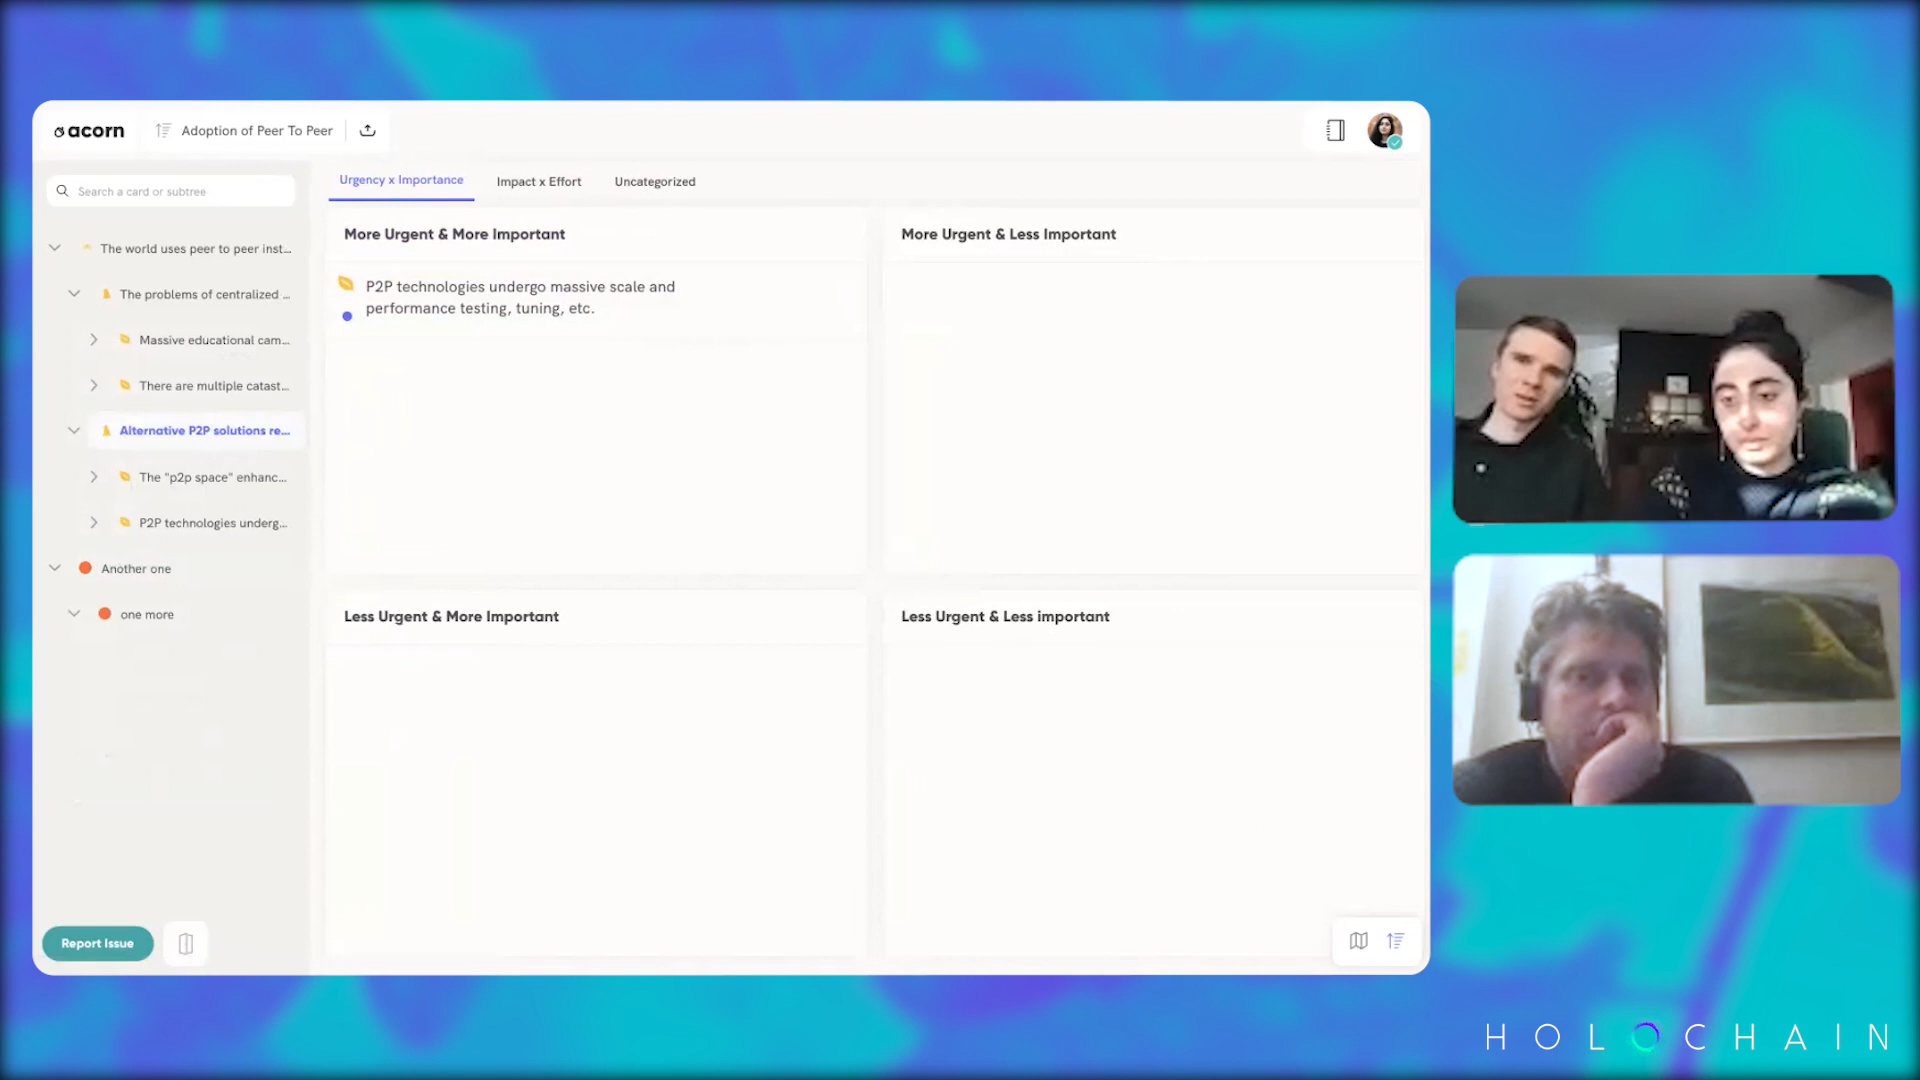 acorn
Adoption of Peer To Peer
Search a card or subtree
The world uses peer to peer inst...
The problems of centralized ...
Massive educational cam...
There are multiple catast...
Alternative P2P solutions re...
The "p2p space" enhanc...
P2P technologies underg...
Another one
one more
Report Issue
Urgency x Importance
Impact x Effort
Uncategorized
More Urgent & More Important
P2P technologies undergo massive scale and
performance testing, tuning, etc.
More Urgent & Less Important
Less Urgent & More Important
Less Urgent & Less important
HOLOCHAIN